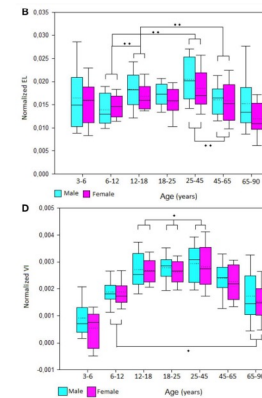 B
0,035
0,030
0,025
0,020
0,015
0,010
0,005
0,000
Normalized EL
** ** **
**
3-6 6-12 12-18 18-25 25-45 45-65 65-90
Age (years)
Male Female
D
0,005
0,004
0,003
0,002
0,001
0,000
-0,001
Normalized VI
*
*
3-6 6-12 12-18 18-25 25-45 45-65 65-90
Age (years)
Male Female